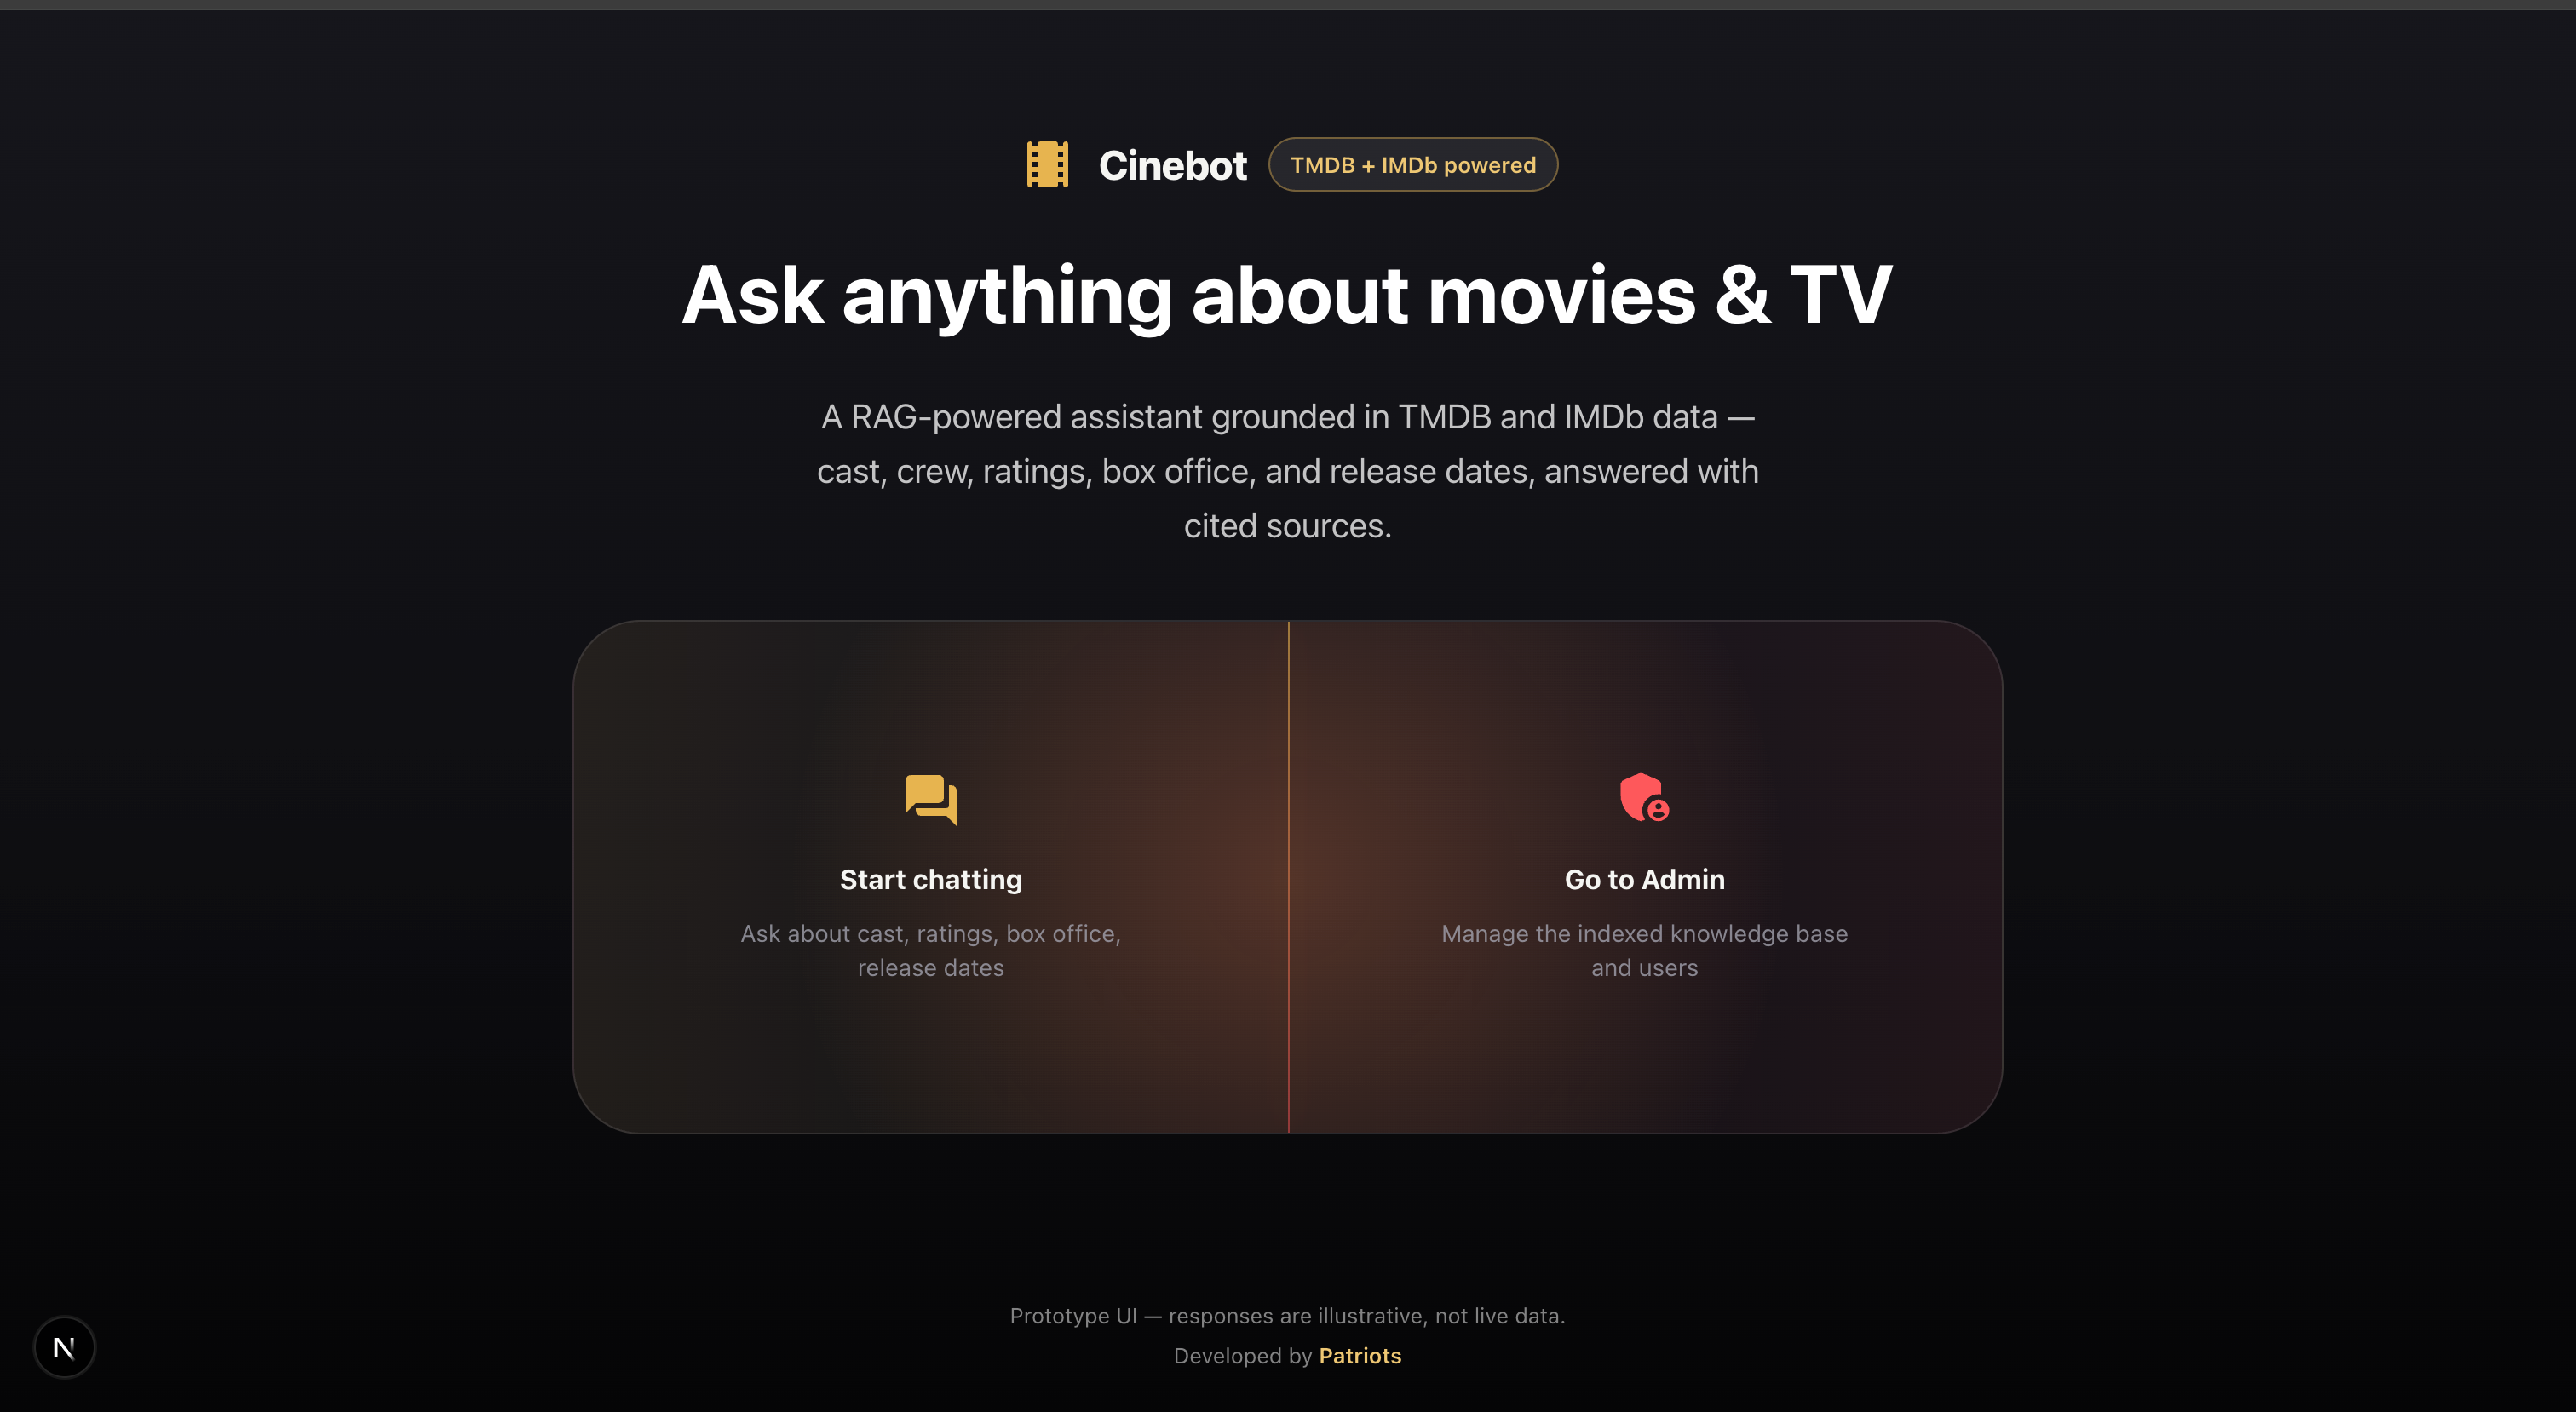 Cinebot
TMDB + IMDb powered
Ask anything about movies & TV
A RAG-powered assistant grounded in TMDB and IMDb data —
cast, crew, ratings, box office, and release dates, answered with
cited sources.
Start chatting
Ask about cast, ratings, box office,
release dates
Go to Admin
Manage the indexed knowledge base
and users
Prototype UI — responses are illustrative, not live data.
Developed by Patriots
N